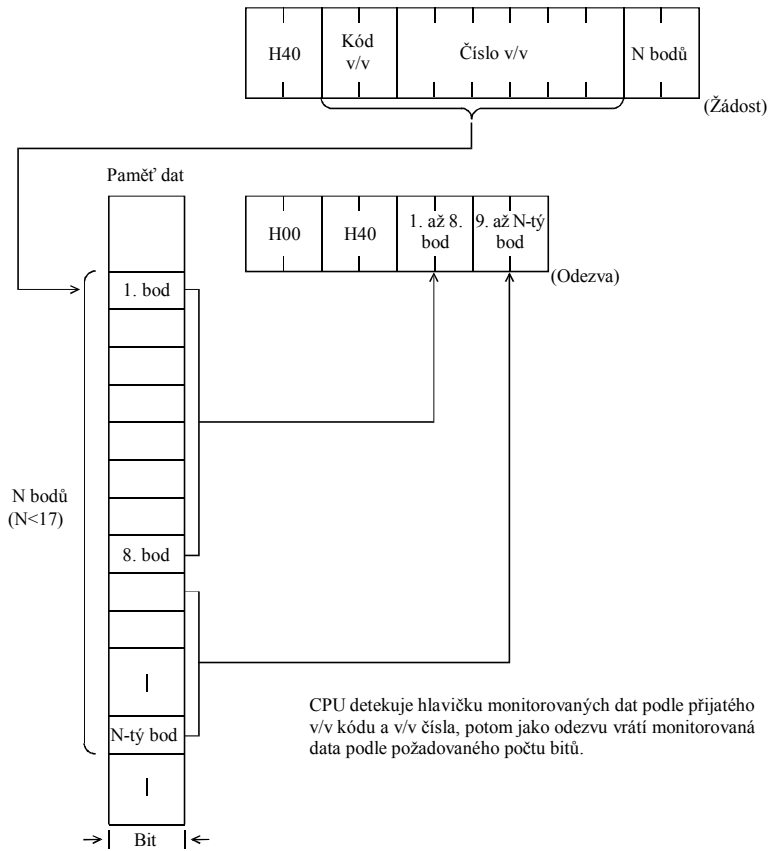 H40
Kód
v/v
Číslo v/v
N bodů
(Žádost)
Paměť dat
H00
H40
1. až 8.
bod
9. až N-tý
bod
(Odezva)
1. bod
N bodů
(N<17)
8. bod
N-tý bod
CPU detekuje hlavičku monitorovaných dat podle přijatého
v/v kódu a v/v čísla, potom jako odezvu vrátí monitorovaná
data podle požadovaného počtu bitů.
Bit